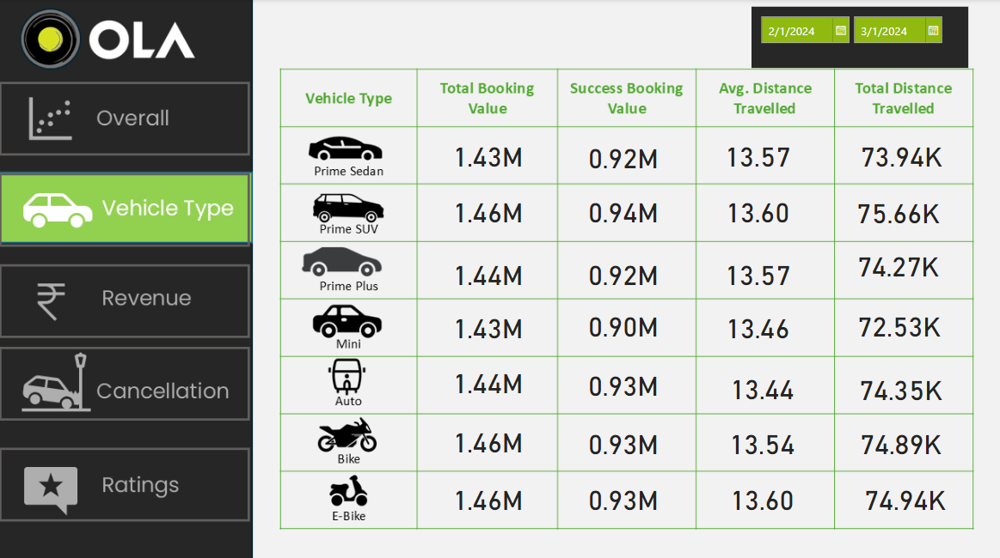 OLA
2/1/2024 3/1/2024
Overall
Vehicle Type
Revenue
Cancellation
Ratings
Vehicle Type Total Booking Value Success Booking Value Avg. Distance Travelled Total Distance Travelled
Prime Sedan 1.43M 0.92M 13.57 73.94K
Prime SUV 1.46M 0.94M 13.60 75.66K
Prime Plus 1.44M 0.92M 13.57 74.27K
Mini 1.43M 0.90M 13.46 72.53K
Auto 1.44M 0.93M 13.44 74.35K
Bike 1.46M 0.93M 13.54 74.89K
E-Bike 1.46M 0.93M 13.60 74.94K